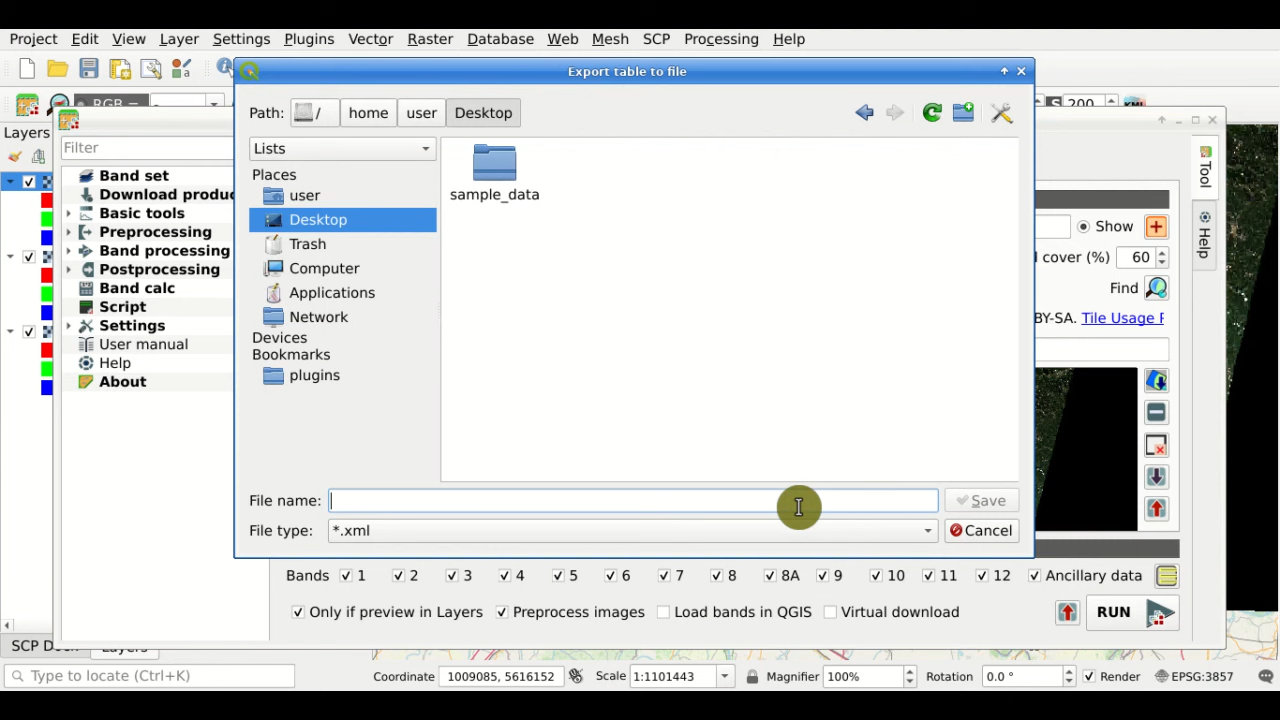 Project Edit View Layer Settings Plugins Vector Raster Database Web Mesh SCP Processing Help
Export table to file
RGB = 200
Path: / home user Desktop
Layers
Filter
Lists
Band set
Download produc
Basic tools
Preprocessing
Band processing
Postprocessing
Band calc
Script
Settings
User manual
Help
About
Places
user
Desktop
Trash
Computer
Applications
Network
Devices
Bookmarks
plugins
sample_data
Tool
Help
Show
cover (%) 60
Find
BY-SA. Tile Usage P
File name: Save
File type: *.xml Cancel
Bands 1 2 3 4 5 6 7 8 8A 9 10 11 12 Ancillary data
Only if preview in Layers Preprocess images Load bands in QGIS Virtual download RUN
SCP Dock Layers
Type to locate (Ctrl+K) Coordinate 1009085, 5616152 Scale 1:1101443 Magnifier 100% Rotation 0.0 ° Render EPSG:3857